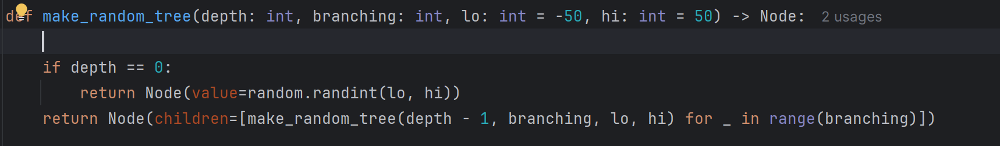 def make_random_tree(depth: int, branching: int, lo: int = -50, hi: int = 50) -> Node:  2 usages
    if depth == 0:
        return Node(value=random.randint(lo, hi))
    return Node(children=[make_random_tree(depth - 1, branching, lo, hi) for _ in range(branching)])